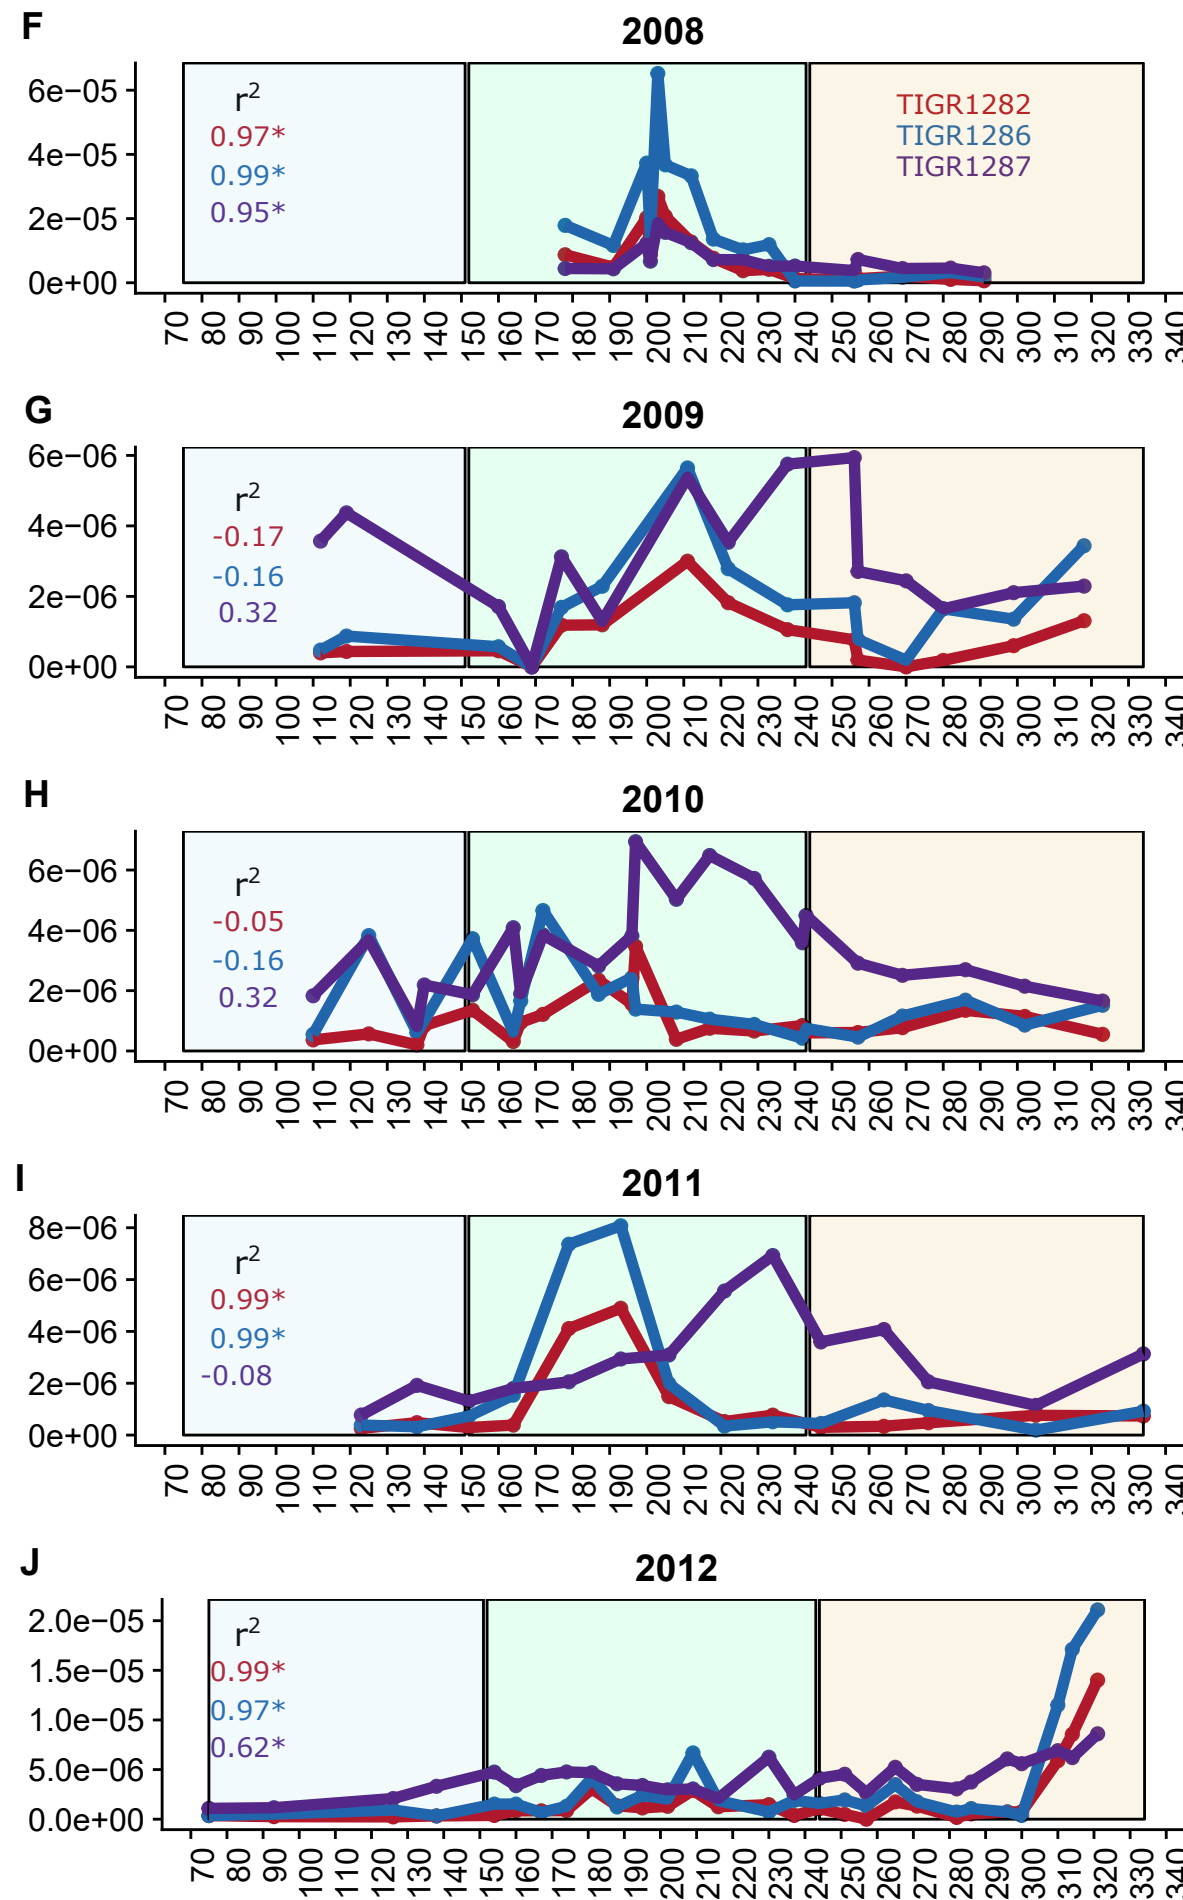 F
2008
6e−05
4e−05
2e−05
0e+00
r2
0.97*
0.99*
0.95*
TIGR1282
TIGR1286
TIGR1287
70 80 90 100 110 120 130 140 150 160 170 180 190 200 210 220 230 240 250 260 270 280 290 300 310 320 330 340
G
2009
6e−06
4e−06
2e−06
0e+00
r2
-0.17
-0.16
0.32
70 80 90 100 110 120 130 140 150 160 170 180 190 200 210 220 230 240 250 260 270 280 290 300 310 320 330 340
H
2010
6e−06
4e−06
2e−06
0e+00
r2
-0.05
-0.16
0.32
70 80 90 100 110 120 130 140 150 160 170 180 190 200 210 220 230 240 250 260 270 280 290 300 310 320 330 340
I
2011
8e−06
6e−06
4e−06
2e−06
0e+00
r2
0.99*
0.99*
-0.08
70 80 90 100 110 120 130 140 150 160 170 180 190 200 210 220 230 240 250 260 270 280 290 300 310 320 330 340
J
2012
2.0e−05
1.5e−05
1.0e−05
5.0e−06
0.0e+00
r2
0.99*
0.97*
0.62*
70 80 90 100 110 120 130 140 150 160 170 180 190 200 210 220 230 240 250 260 270 280 290 300 310 320 330 340